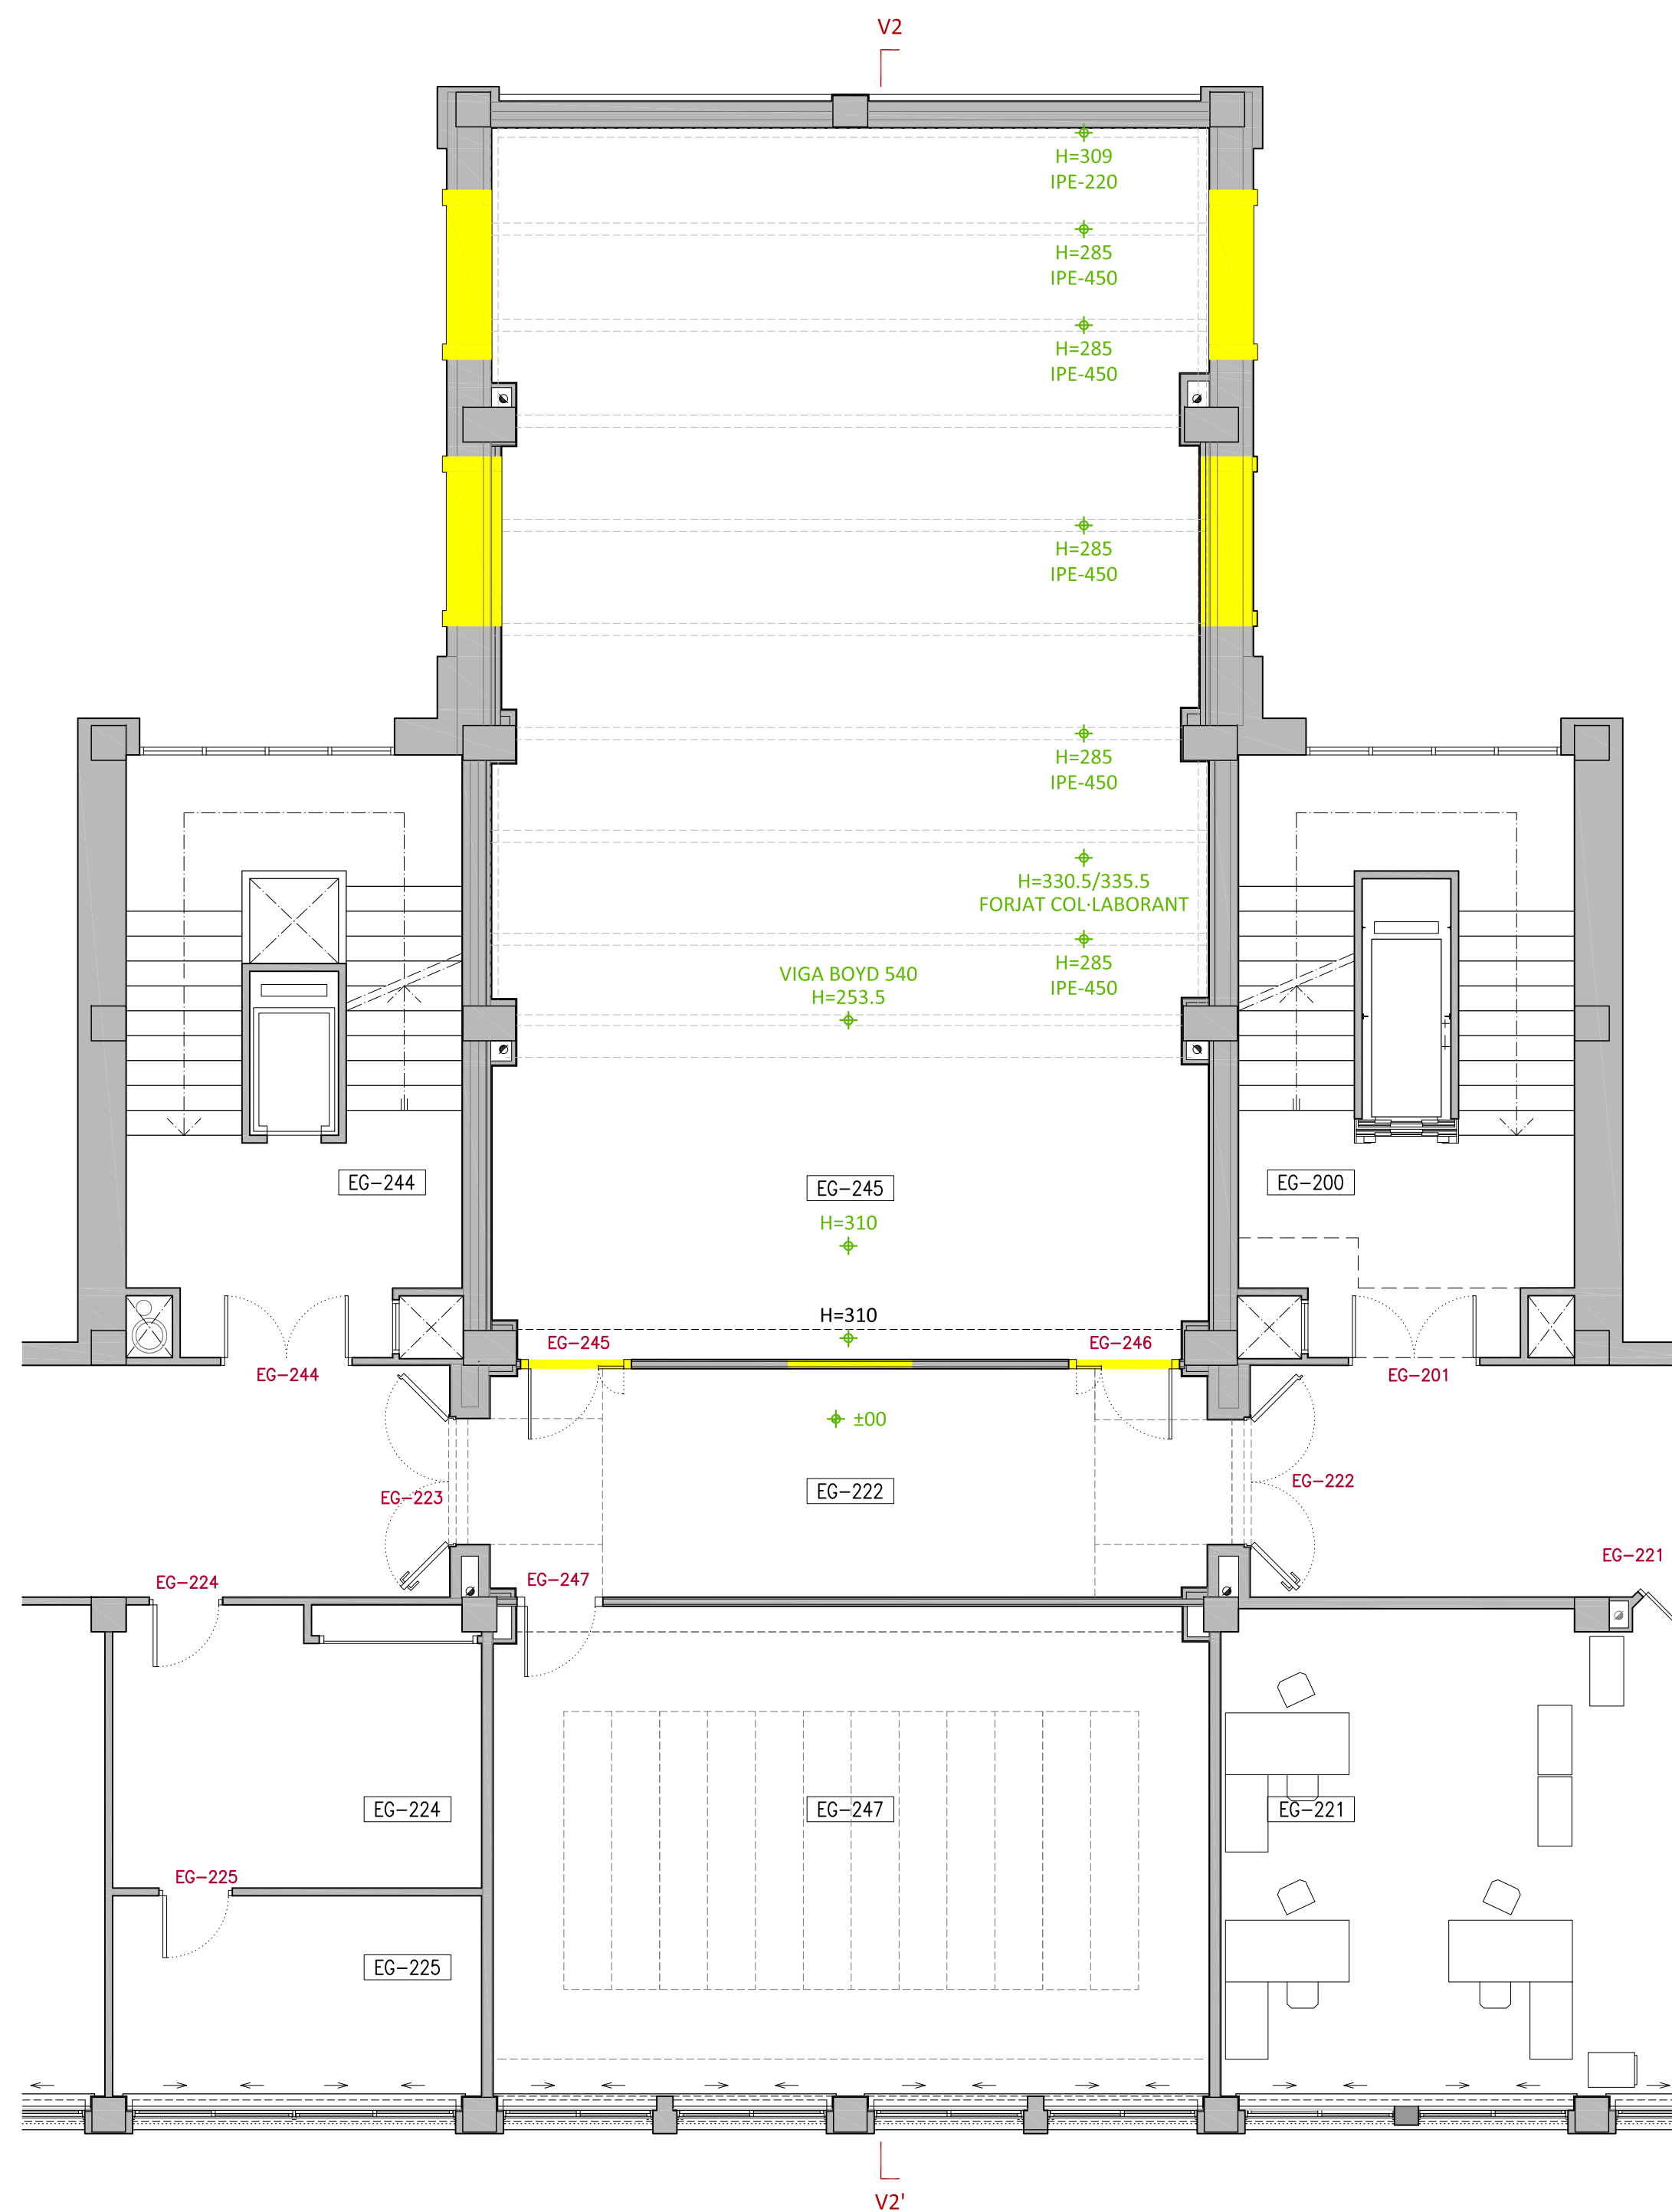 V2
H=309
IPE-220
H=285
IPE-450
H=285
IPE-450
H=285
IPE-450
H=285
IPE-450
H=330.5/335.5
FORJAT COL·LABORANT
H=285
IPE-450
VIGA BOYD 540
H=253.5
EG-244
EG-245
EG-200
H=310
H=310
EG-245
EG-246
EG-244
EG-201
±00
EG-223
EG-222
EG-222
EG-224
EG-247
EG-221
EG-224
EG-247
EG-221
EG-225
EG-225
V2'